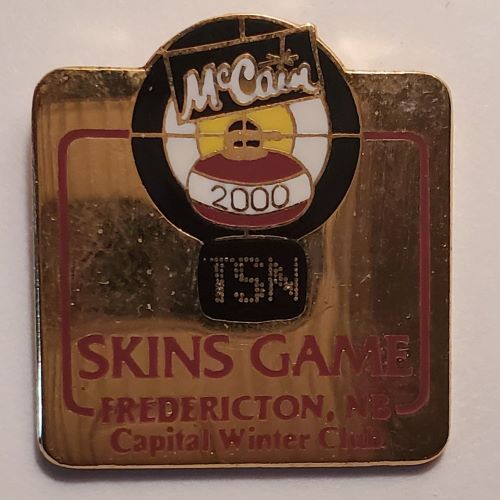 McCain
2000
TSN
SKINS GAME
FREDERICTON, NB
Capital Winter Club